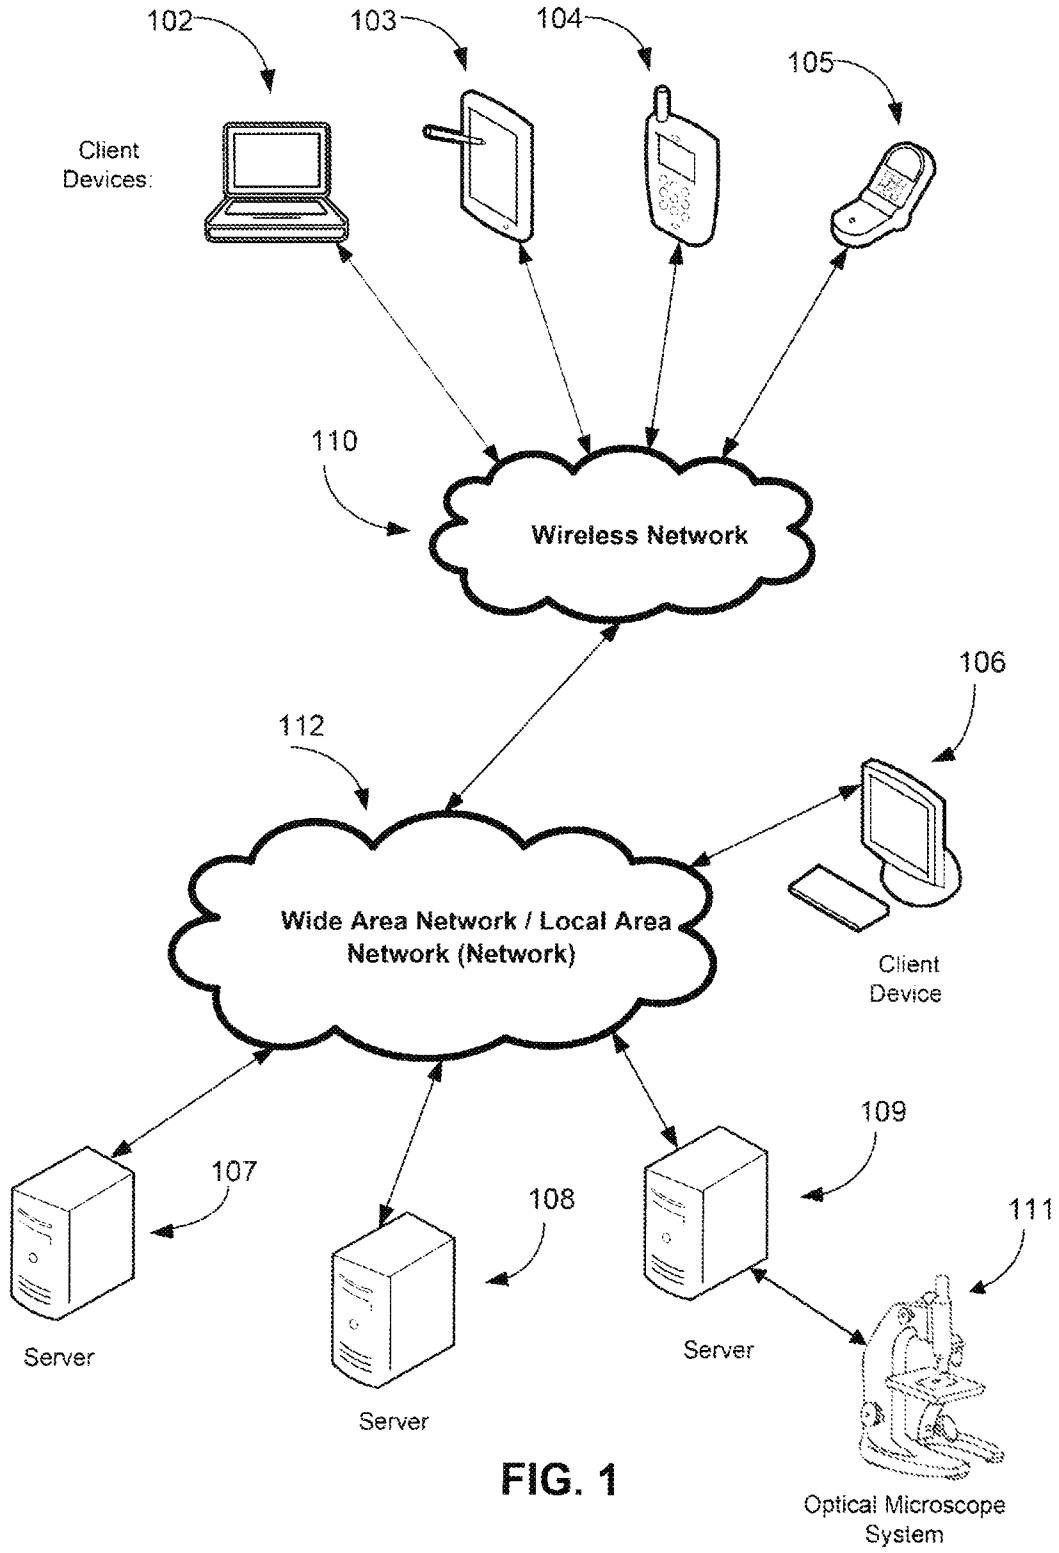 102
103
104
105
Client
Devices:
110
Wireless Network
106
112
Wide Area Network / Local Area
Network (Network)
Client
Device
109
107
108
111
Server
Server
Server
FIG. 1
Optical Microscope
System